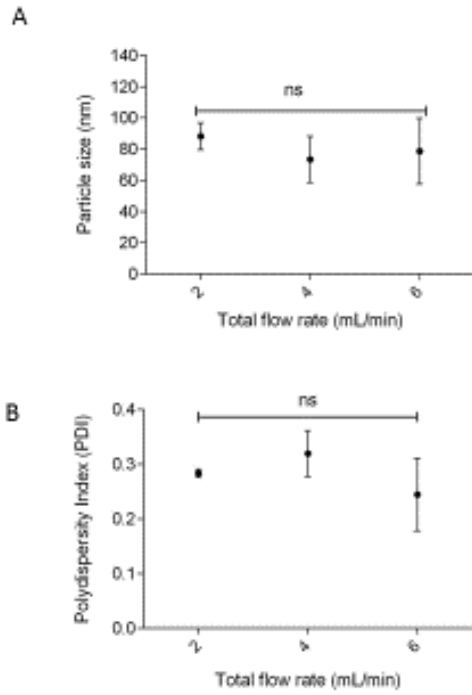 A
Particle size (nm)
140
120
100
80
60
40
20
0
ns
2
4
6
Total flow rate (mL/min)
B
Polydispersity Index (PDI)
0.4
0.3
0.2
0.1
0.0
ns
2
4
6
Total flow rate (mL/min)